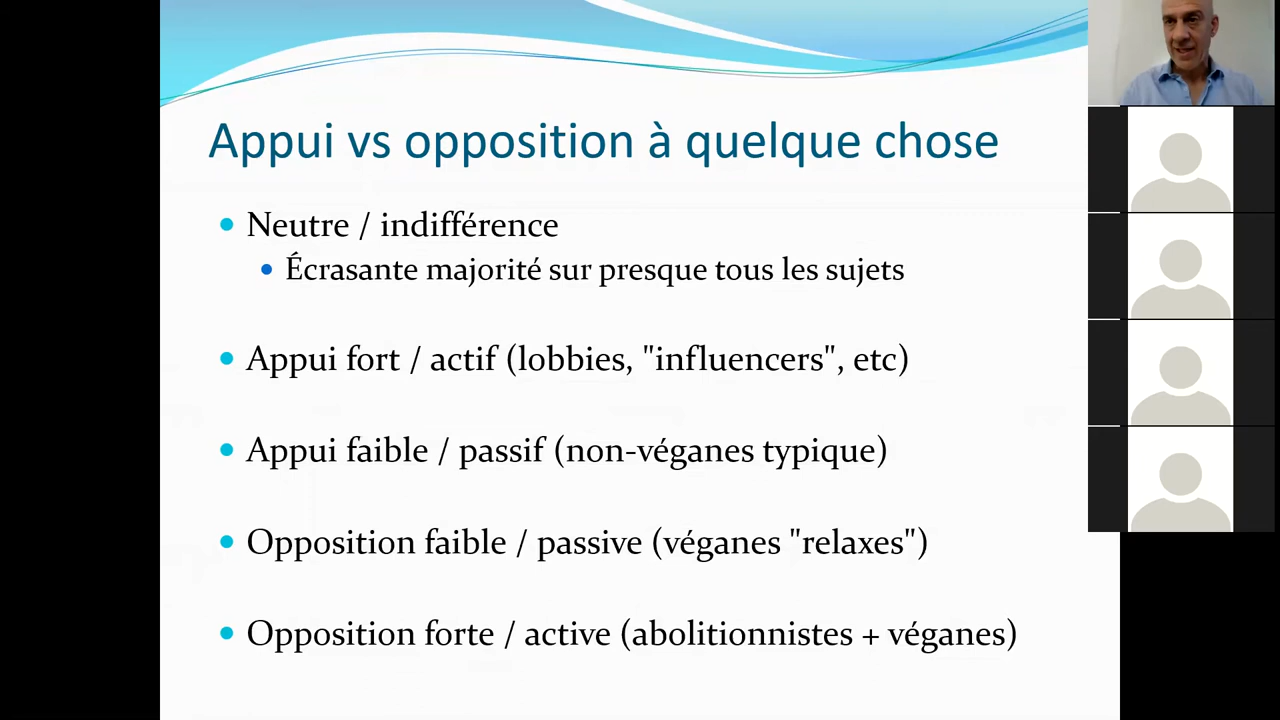 Appui vs opposition à quelque chose
Neutre / indifférence
Écrasante majorité sur presque tous les sujets
Appui fort / actif (lobbies, "influencers", etc)
Appui faible / passif (non-véganes typique)
Opposition faible / passive (véganes "relaxes")
Opposition forte / active (abolitionnistes + véganes)